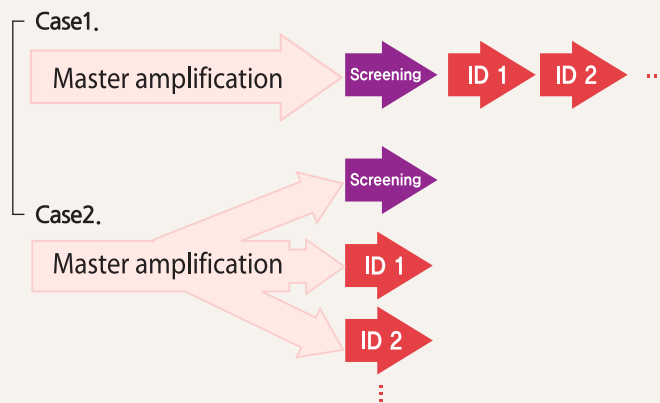 Case1.
Master amplification Screening ID 1 ID 2
Screening
Case2.
Master amplification ID 1
ID 2